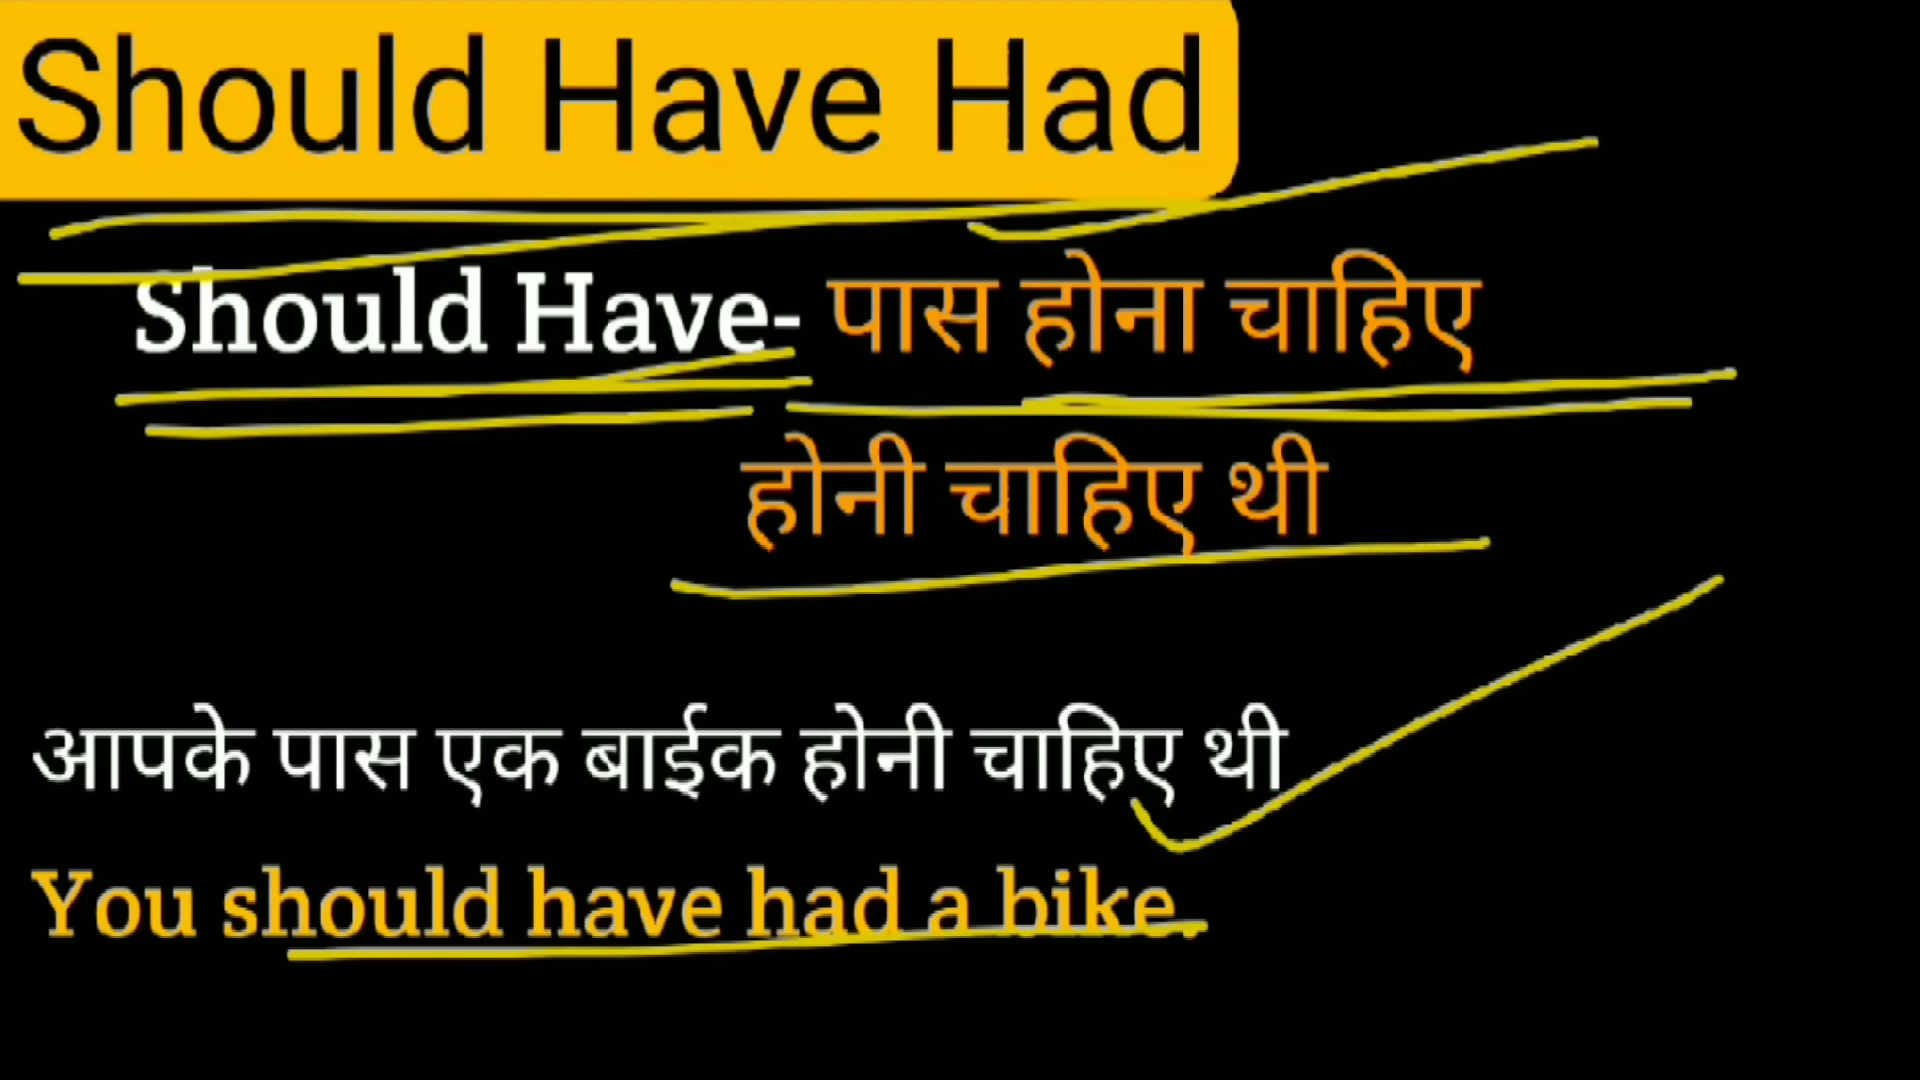 Should Have Had
Should Have- पास होना चाहिए
होनी चाहिए थी
आपके पास एक बाईक होनी चाहिए थी
You should have had a bike.